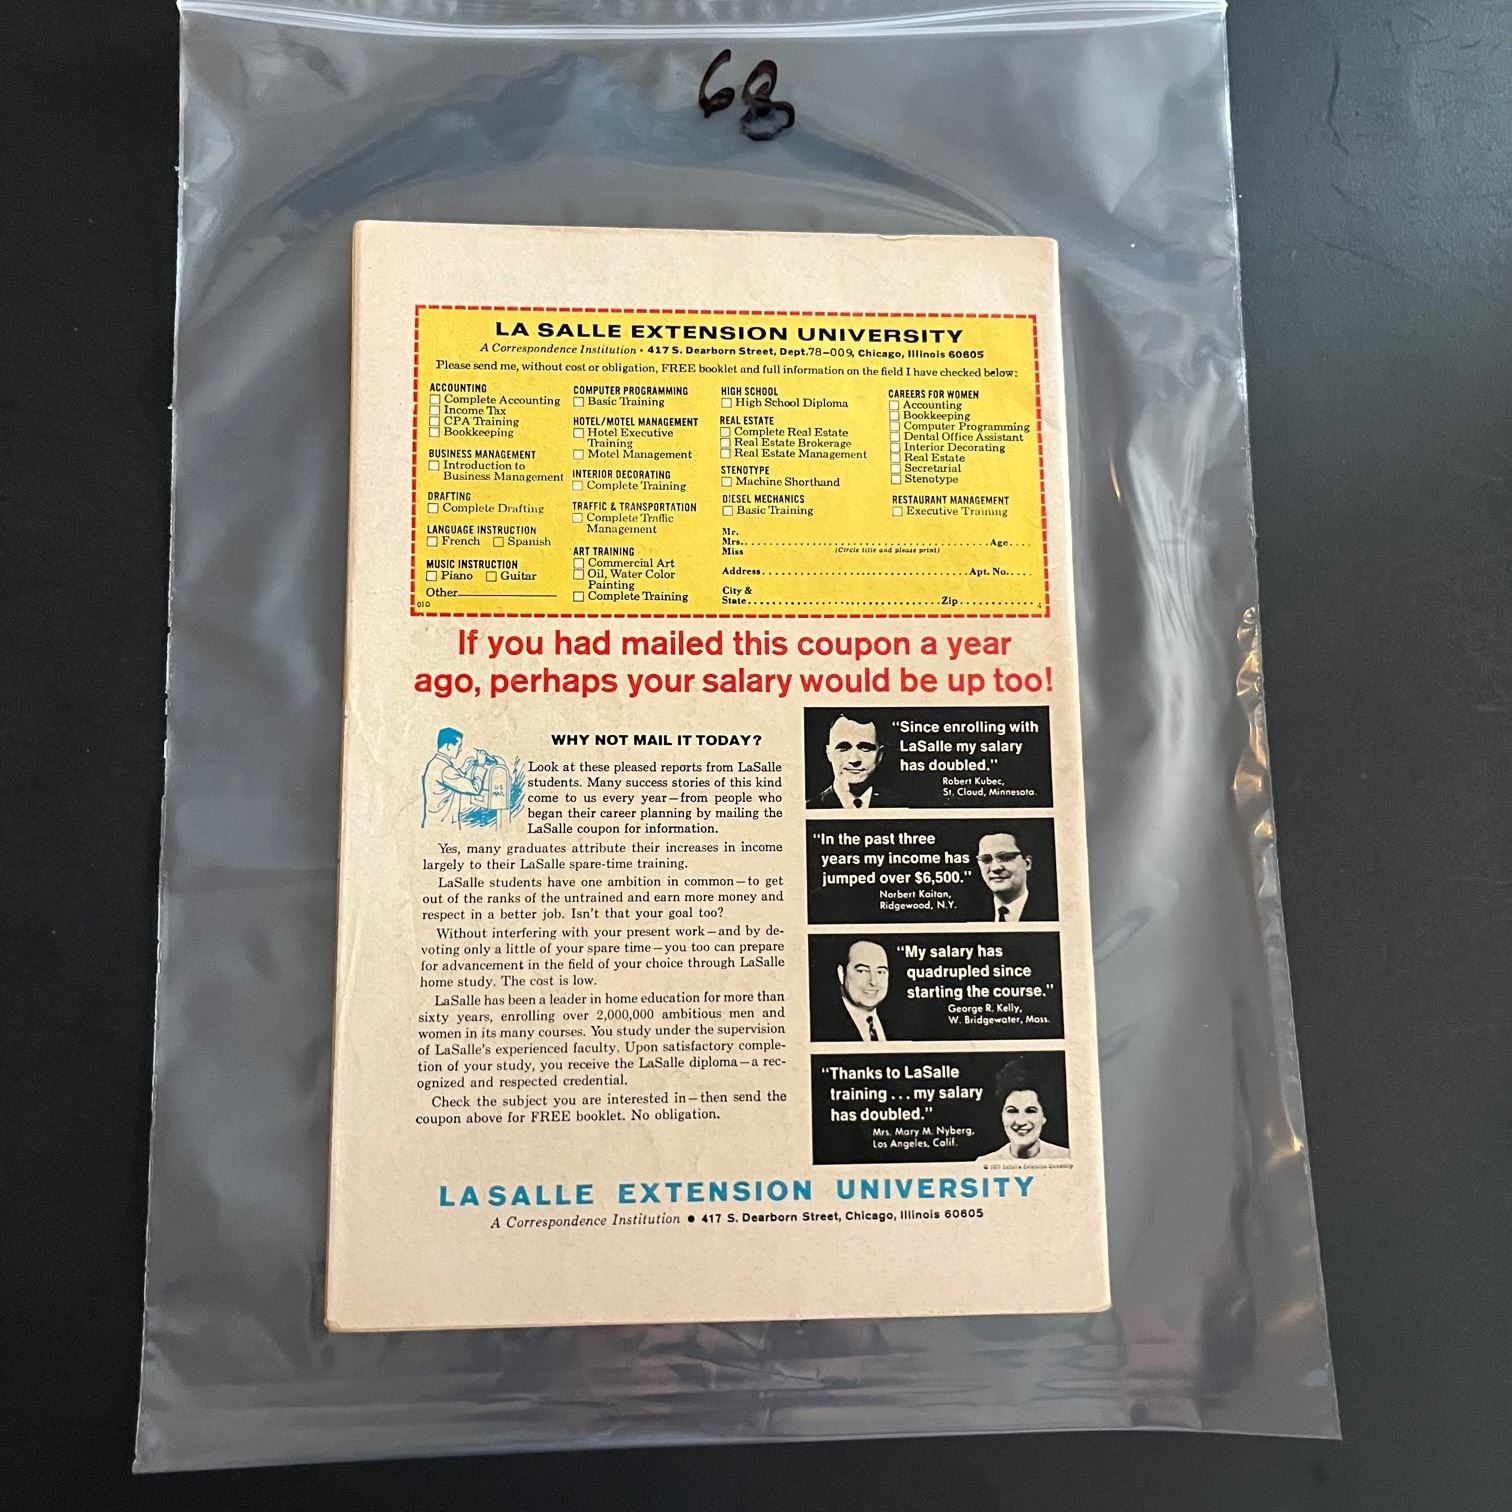 68
LA SALLE EXTENSION UNIVERSITY
A Correspondence Institution • 417 S. Dearborn Street, Dept.78-009, Chicago, Illinois 60605
Please send me, without cost or obligation, FREE booklet and full information on the field I have checked below:
ACCOUNTING
Complete Accounting
Income Tax
CPA Training
Bookkeeping
BUSINESS MANAGEMENT
Introduction to
Business Management
DRAFTING
Complete Drafting
LANGUAGE INSTRUCTION
French Spanish
MUSIC INSTRUCTION
Piano Guitar
Other
01D
COMPUTER PROGRAMMING
Basic Training
HOTEL/MOTEL MANAGEMENT
Hotel Executive
Training
Motel Management
INTERIOR DECORATING
Complete Training
TRAFFIC & TRANSPORTATION
Complete Traffic
Management
ART TRAINING
Commercial Art
Oil, Water Color
Painting
Complete Training
HIGH SCHOOL
High School Diploma
REAL ESTATE
Complete Real Estate
Real Estate Brokerage
Real Estate Management
STENOTYPE
Machine Shorthand
DIESEL MECHANICS
Basic Training
CAREERS FOR WOMEN
Accounting
Bookkeeping
Computer Programming
Dental Office Assistant
Interior Decorating
Real Estate
Secretarial
Stenotype
RESTAURANT MANAGEMENT
Executive Training
Mr.
Mrs. Age
Miss (Circle title and please print)
Address Apt. No.
City &
State Zip
4
If you had mailed this coupon a year
ago, perhaps your salary would be up too!
WHY NOT MAIL IT TODAY?
U.S.
MAIL
Look at these pleased reports from LaSalle
students. Many success stories of this kind
come to us every year—from people who
began their career planning by mailing the
LaSalle coupon for information.
Yes, many graduates attribute their increases in income
largely to their LaSalle spare-time training.
LaSalle students have one ambition in common—to get
out of the ranks of the untrained and earn more money and
respect in a better job. Isn't that your goal too?
Without interfering with your present work—and by de-
voting only a little of your spare time—you too can prepare
for advancement in the field of your choice through LaSalle
home study. The cost is low.
LaSalle has been a leader in home education for more than
sixty years, enrolling over 2,000,000 ambitious men and
women in its many courses. You study under the supervision
of LaSalle's experienced faculty. Upon satisfactory comple-
tion of your study, you receive the LaSalle diploma—a rec-
ognized and respected credential.
Check the subject you are interested in—then send the
coupon above for FREE booklet. No obligation.
"Since enrolling with
LaSalle my salary
has doubled."
Robert Kubec,
St. Cloud, Minnesota.
"In the past three
years my income has
jumped over $6,500."
Norbert Kaitan,
Ridgewood, N.Y.
"My salary has
quadrupled since
starting the course."
George R. Kelly,
W. Bridgewater, Mass.
"Thanks to LaSalle
training...my salary
has doubled."
Mrs. Mary M. Nyberg,
Los Angeles, Calif.
LaSalle Extension University
LASALLE EXTENSION UNIVERSITY
A Correspondence Institution • 417 S. Dearborn Street, Chicago, Illinois 60605